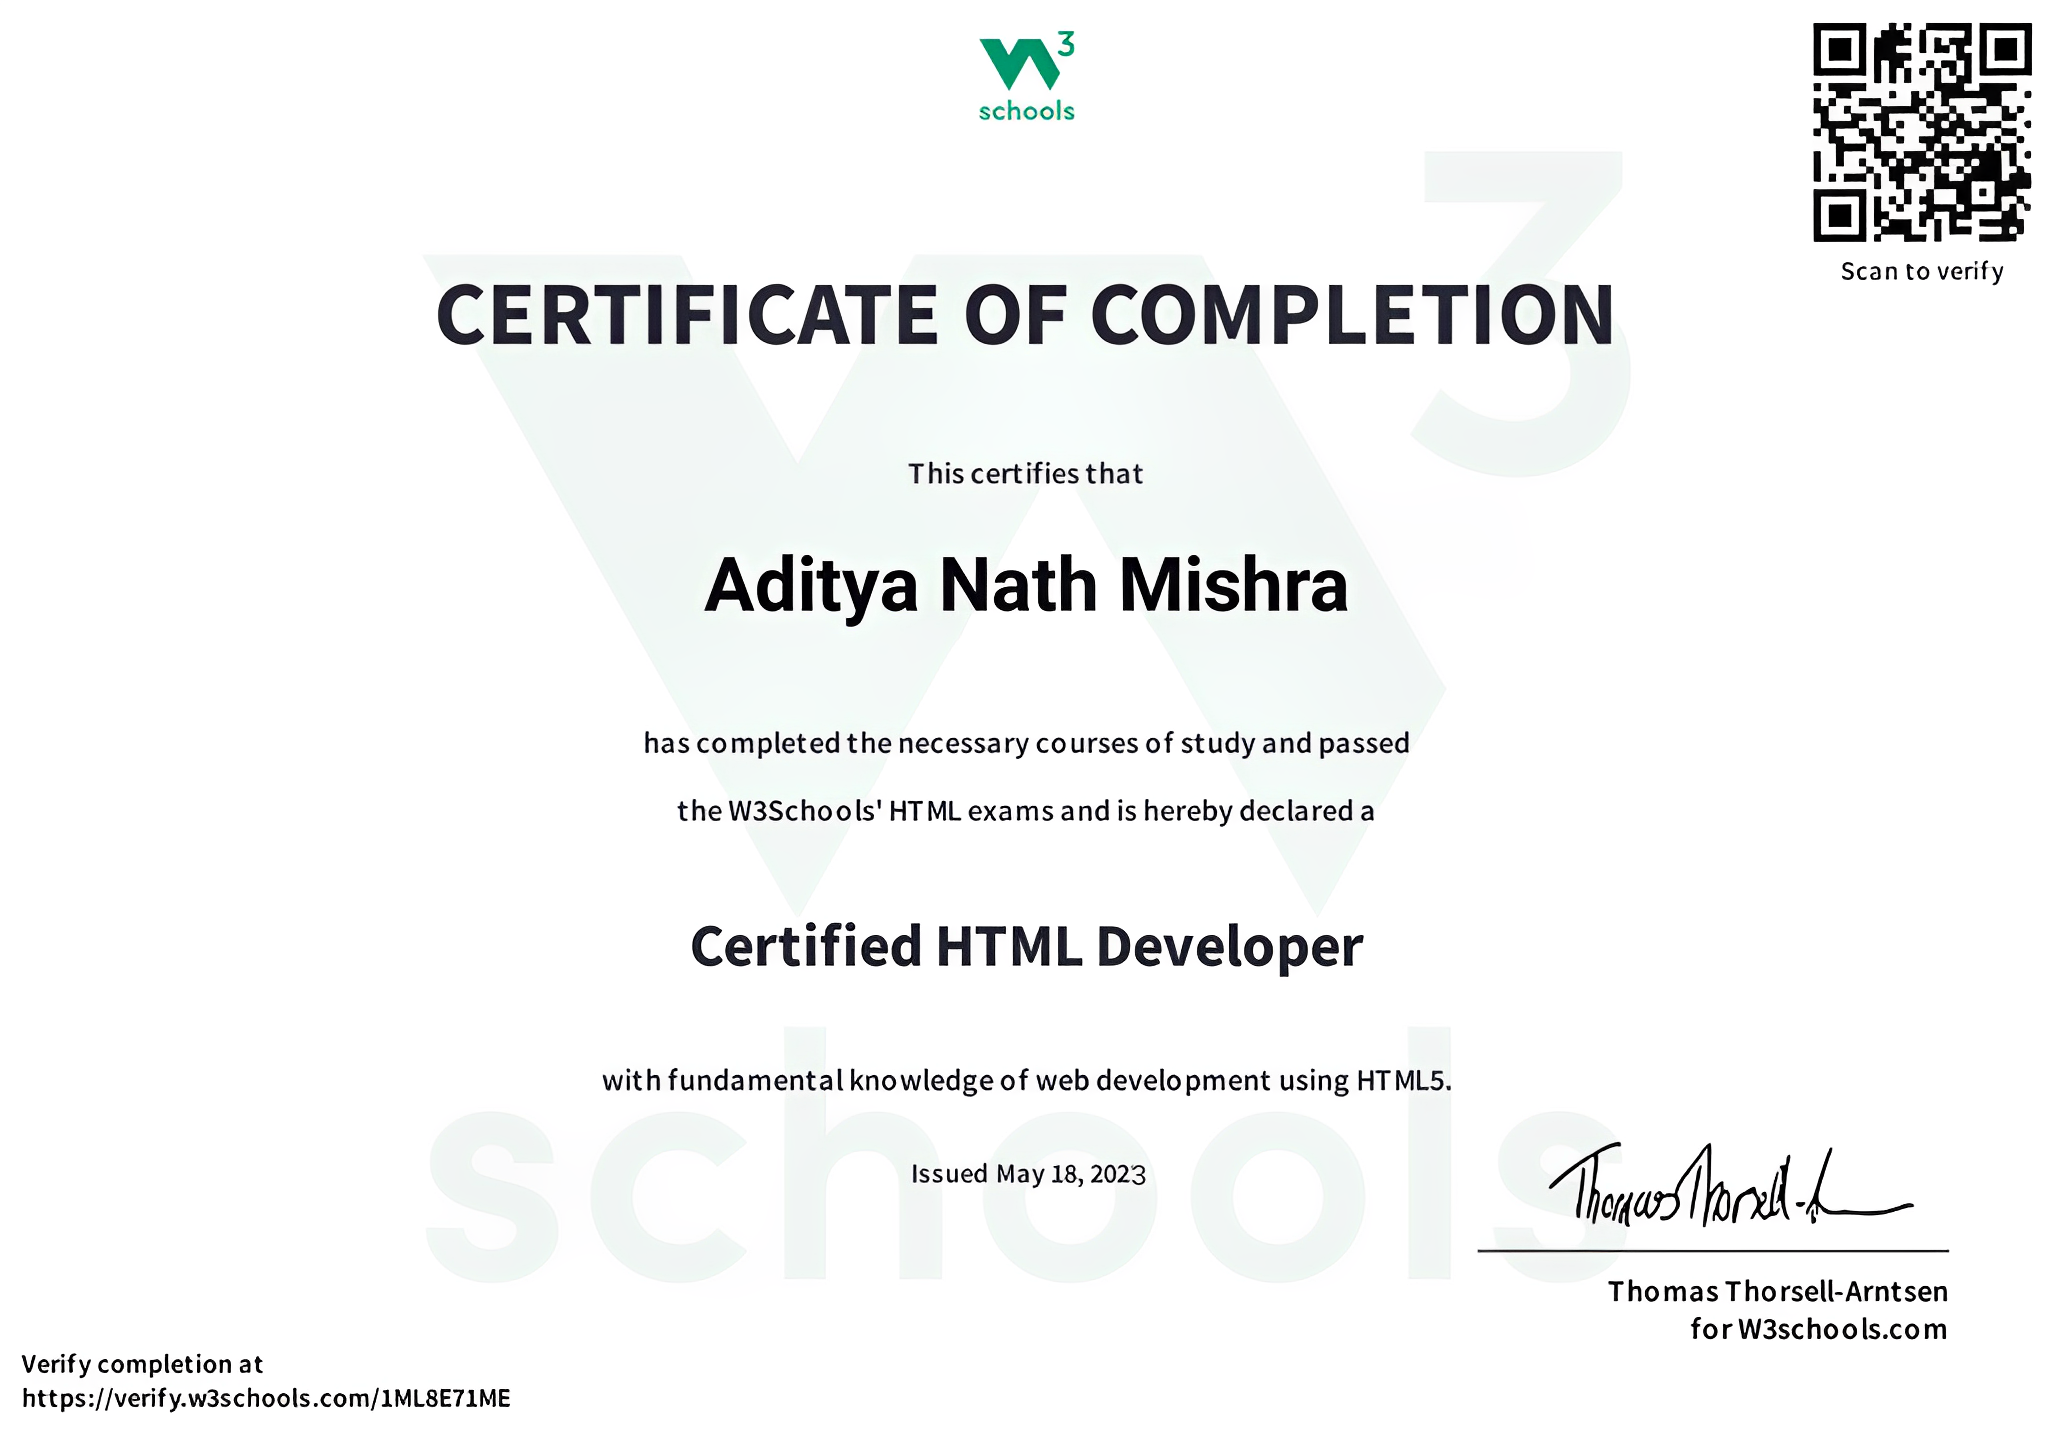 W3
schools
Scan to verify
CERTIFICATE OF COMPLETION
This certifies that
Aditya Nath Mishra
has completed the necessary courses of study and passed
the W3Schools' HTML exams and is hereby declared a
Certified HTML Developer
with fundamental knowledge of web development using HTML5.
Issued May 18, 2023
Thomas Thorsell-A
Thomas Thorsell-Arntsen
for W3schools.com
Verify completion at
https://verify.w3schools.com/1ML8E71ME